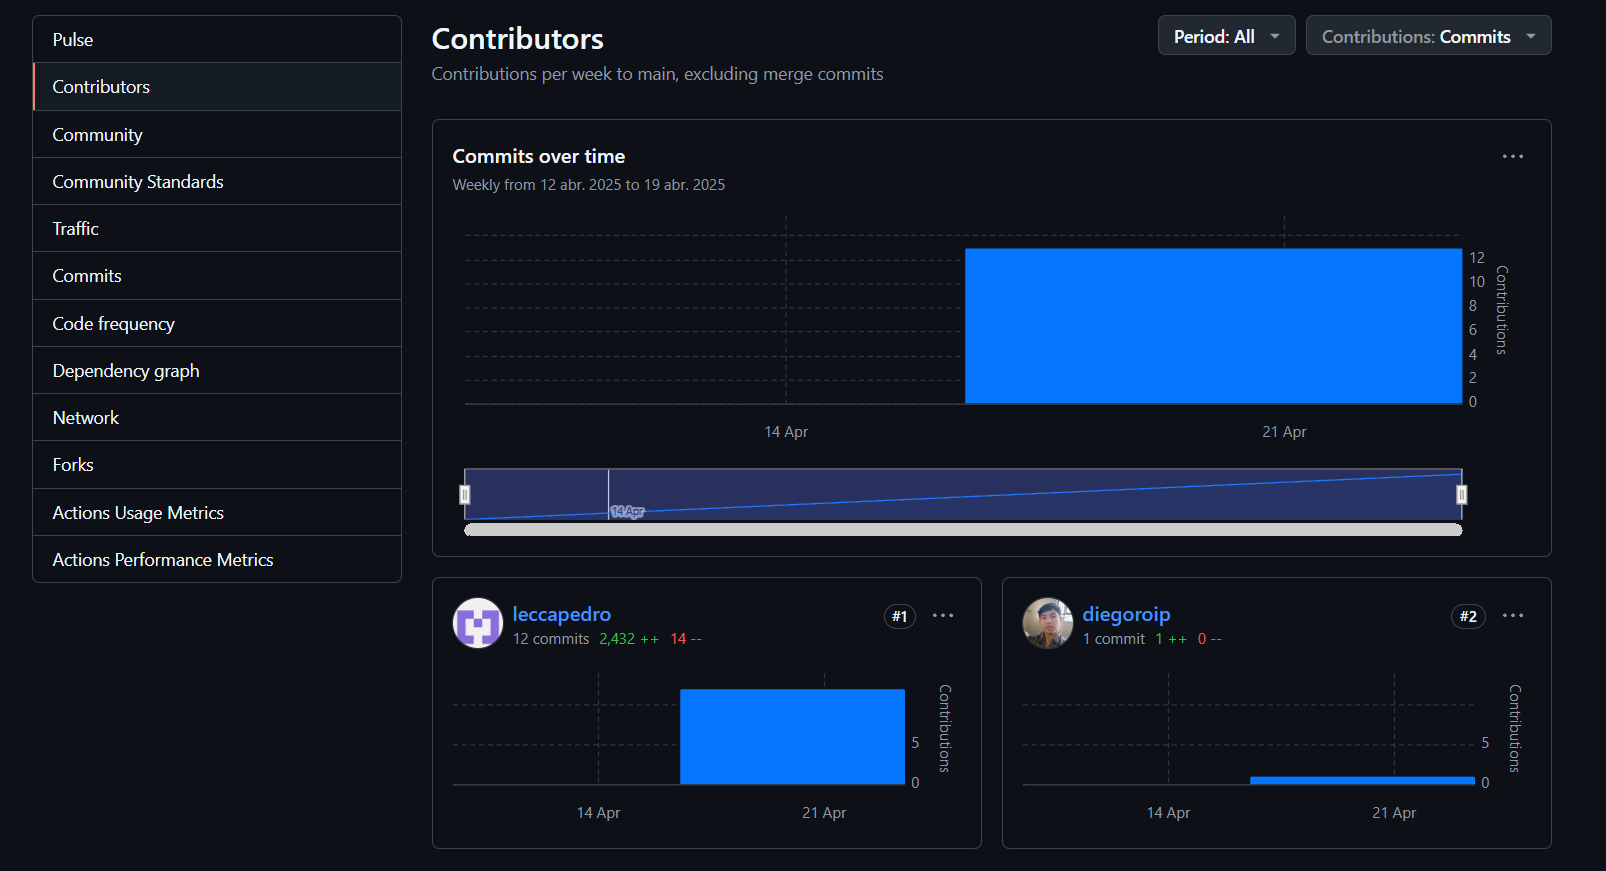 Pulse
Contributors
Community
Community Standards
Traffic
Commits
Code frequency
Dependency graph
Network
Forks
Actions Usage Metrics
Actions Performance Metrics
Contributors
Contributions per week to main, excluding merge commits
Period: All
Contributions: Commits
Commits over time
Weekly from 12 abr. 2025 to 19 abr. 2025
12
10
8
6
4
2
0
Contributions
14 Apr
21 Apr
14 Apr
leccapedro
#1
12 commits 2,432 ++ 14 --
5
0
Contributions
14 Apr
21 Apr
diegoroip
#2
1 commit 1 ++ 0 --
5
0
Contributions
14 Apr
21 Apr